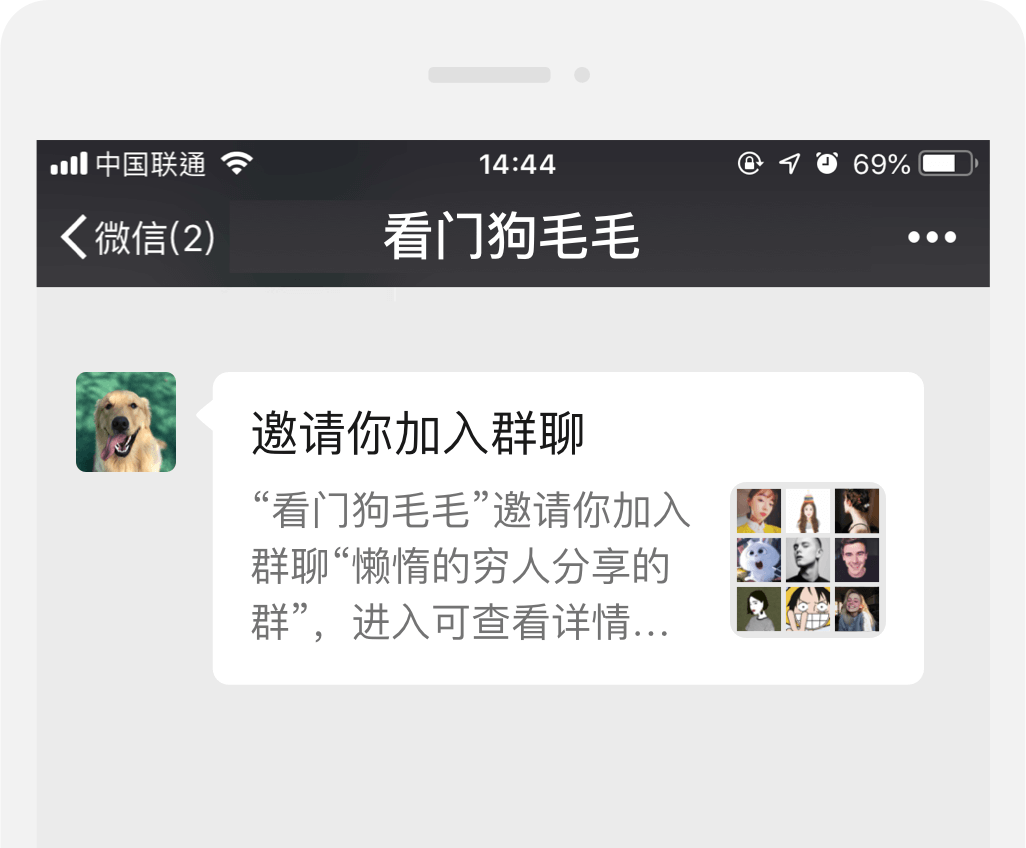 中国联通
14:44
69%
微信(2)
看门狗毛毛
邀请你加入群聊
“看门狗毛毛”邀请你加入
群聊“懒惰的穷人分享的
群”，进入可查看详情...